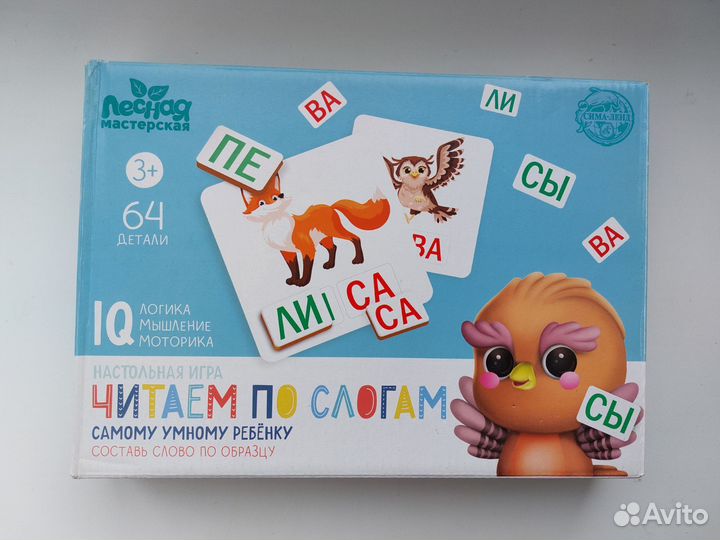 Лесная
мастерская
ВА
ЛИ
СИМА-ЛЕНД
ПЕ
3+
СЫ
64
ДЕТАЛИ
ВА
ВА
IQ
ЛОГИКА
МЫШЛЕНИЕ
МОТОРИКА
ЛИ
СА
СА
НАСТОЛЬНАЯ ИГРА
ЧИТАЕМ ПО СЛОГАМ
САМОМУ УМНОМУ РЕБЁНКУ
СОСТАВЬ СЛОВО ПО ОБРАЗЦУ
СЫ
Avito